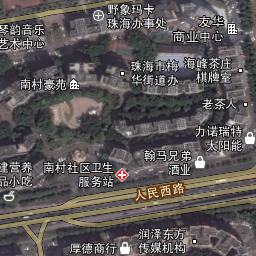 琴韵音乐
艺术中心
野象玛卡
珠海办事处
友华
商业中心
珠海市梅
华街道办
海峰茶庄
棋牌室
南村豪苑
老茶人
力诺瑞特
太阳能
翰马兄弟
酒业
建营养
品小吃
南村社区卫生
服务站
人民西路
厚德商行
润泽东方
传媒机构